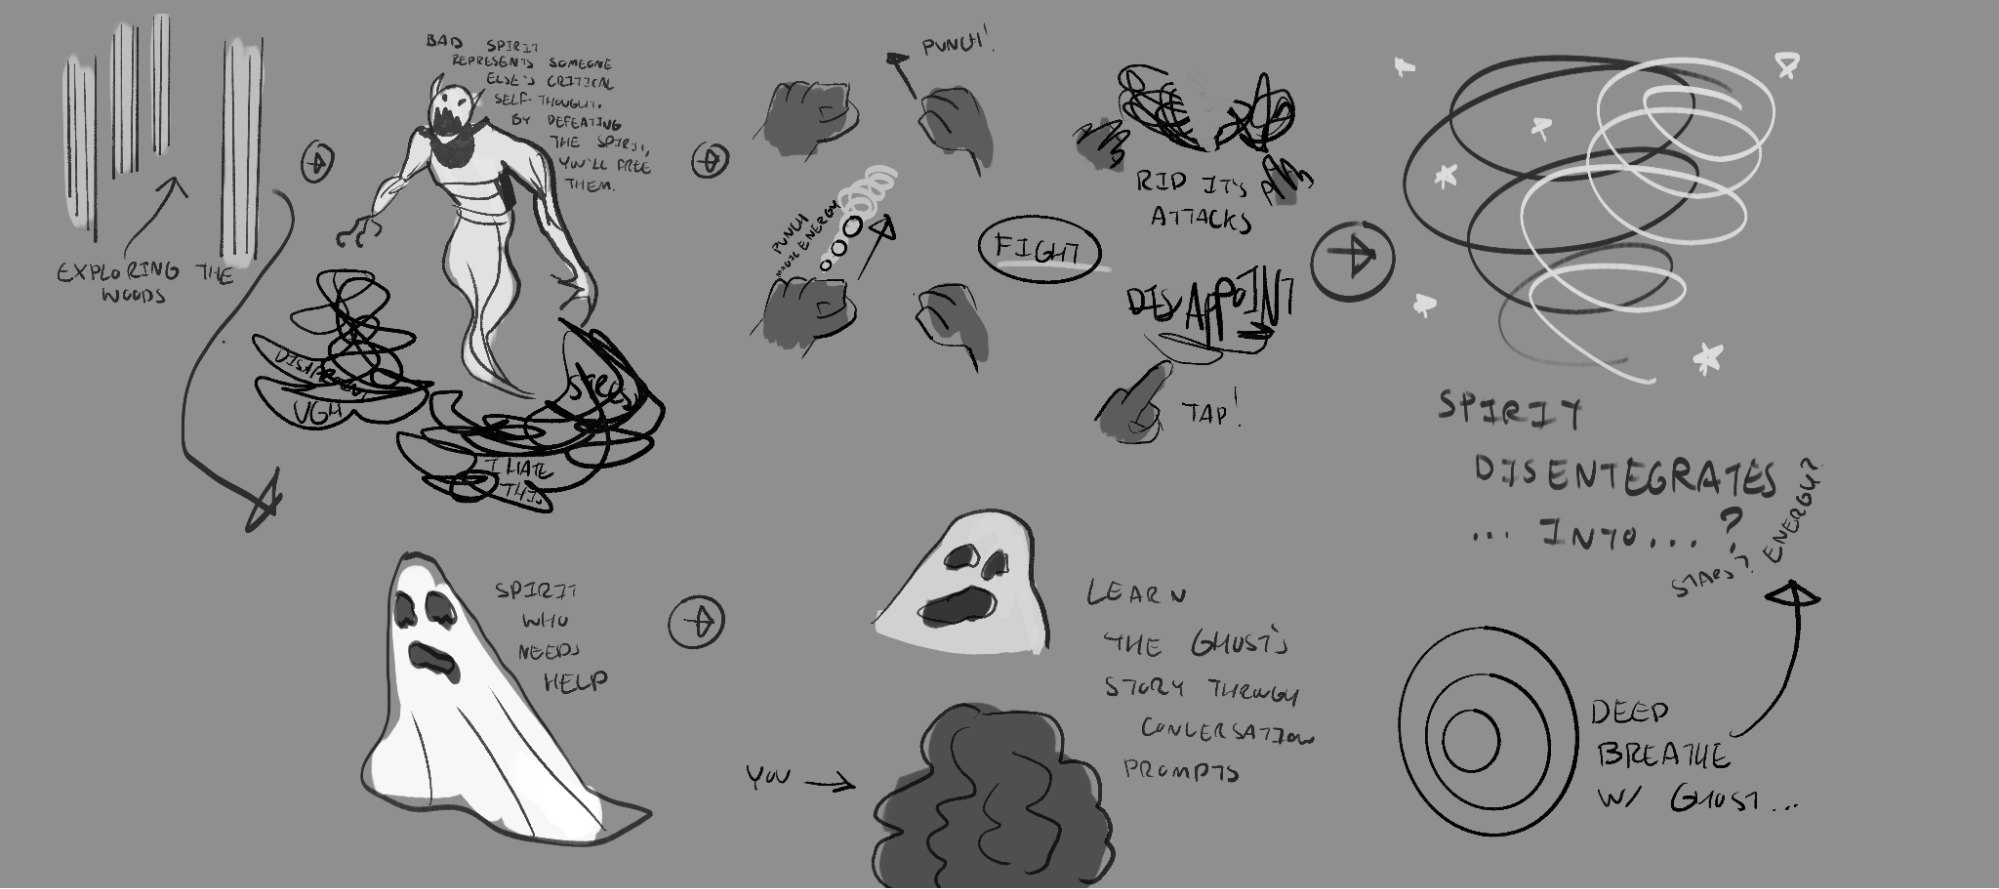 EXPLORING THE
WOODS
BAD SPIRIT
REPRESENTS SOMEONE
ELSE'S CRITICAL
SELF-THOUGHT.
BY DEFEATING
THE SPIRIT,
YOU'LL FREE
THEM.
DISAPPOINT
UGH
STRESS
I HATE
THIS
PUNCH!
PUNCH
MAGIC ENERGY
FIGHT
RID IT'S
ATTACKS
DISAPPOINT
TAP!
SPIRIT
DISENTEGRATES
... INTO...?
STARS? ENERGY?
SPIRIT
WHO
NEEDS
HELP
LEARN
THE GHOST'S
STORY THROUGH
CONVERSATION
PROMPTS
YOU
DEEP
BREATHE
W/ GHOST...